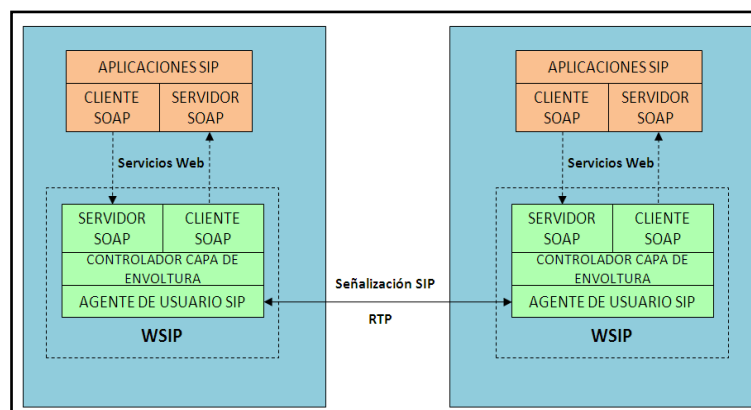 APLICACIONES SIP
CLIENTE
SOAP
SERVIDOR
SOAP
Servicios Web
SERVIDOR
SOAP
CLIENTE
SOAP
CONTROLADOR CAPA DE
ENVOLTURA
AGENTE DE USUARIO SIP
WSIP
Señalización SIP
RTP
APLICACIONES SIP
CLIENTE
SOAP
SERVIDOR
SOAP
Servicios Web
SERVIDOR
SOAP
CLIENTE
SOAP
CONTROLADOR CAPA DE
ENVOLTURA
AGENTE DE USUARIO SIP
WSIP